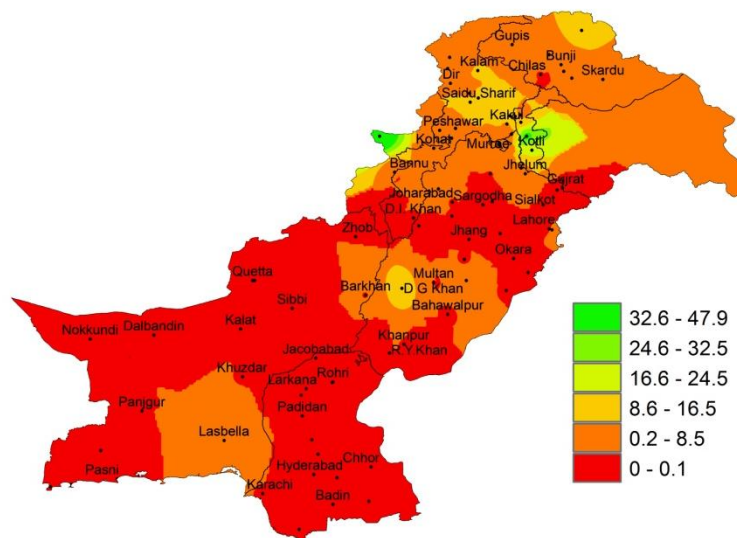 Gupis
Bunji
Kalam
Chilas
Skardu
Dir
Saidu Sharif
Peshawar
Kohat
Murree
Kotli
Bannu
Jhelum
Joharabad
Gujrat
Sargodha
Sialkot
D.I. Khan
Lahore
Zhob
Jhang
Okara
Quetta
Multan
Barkhan
D G Khan
Sibbi
Bahawalpur
Nokkundi
Dalbandin
Kalat
Khanpur
Jacobabad
R.Y.Khan
Khuzdar
Rohri
Larkana
Panjgur
Padidan
Lasbella
Chhor
Pasni
Hyderabad
Karachi
Badin
32.6 - 47.9
24.6 - 32.5
16.6 - 24.5
8.6 - 16.5
0.2 - 8.5
0 - 0.1